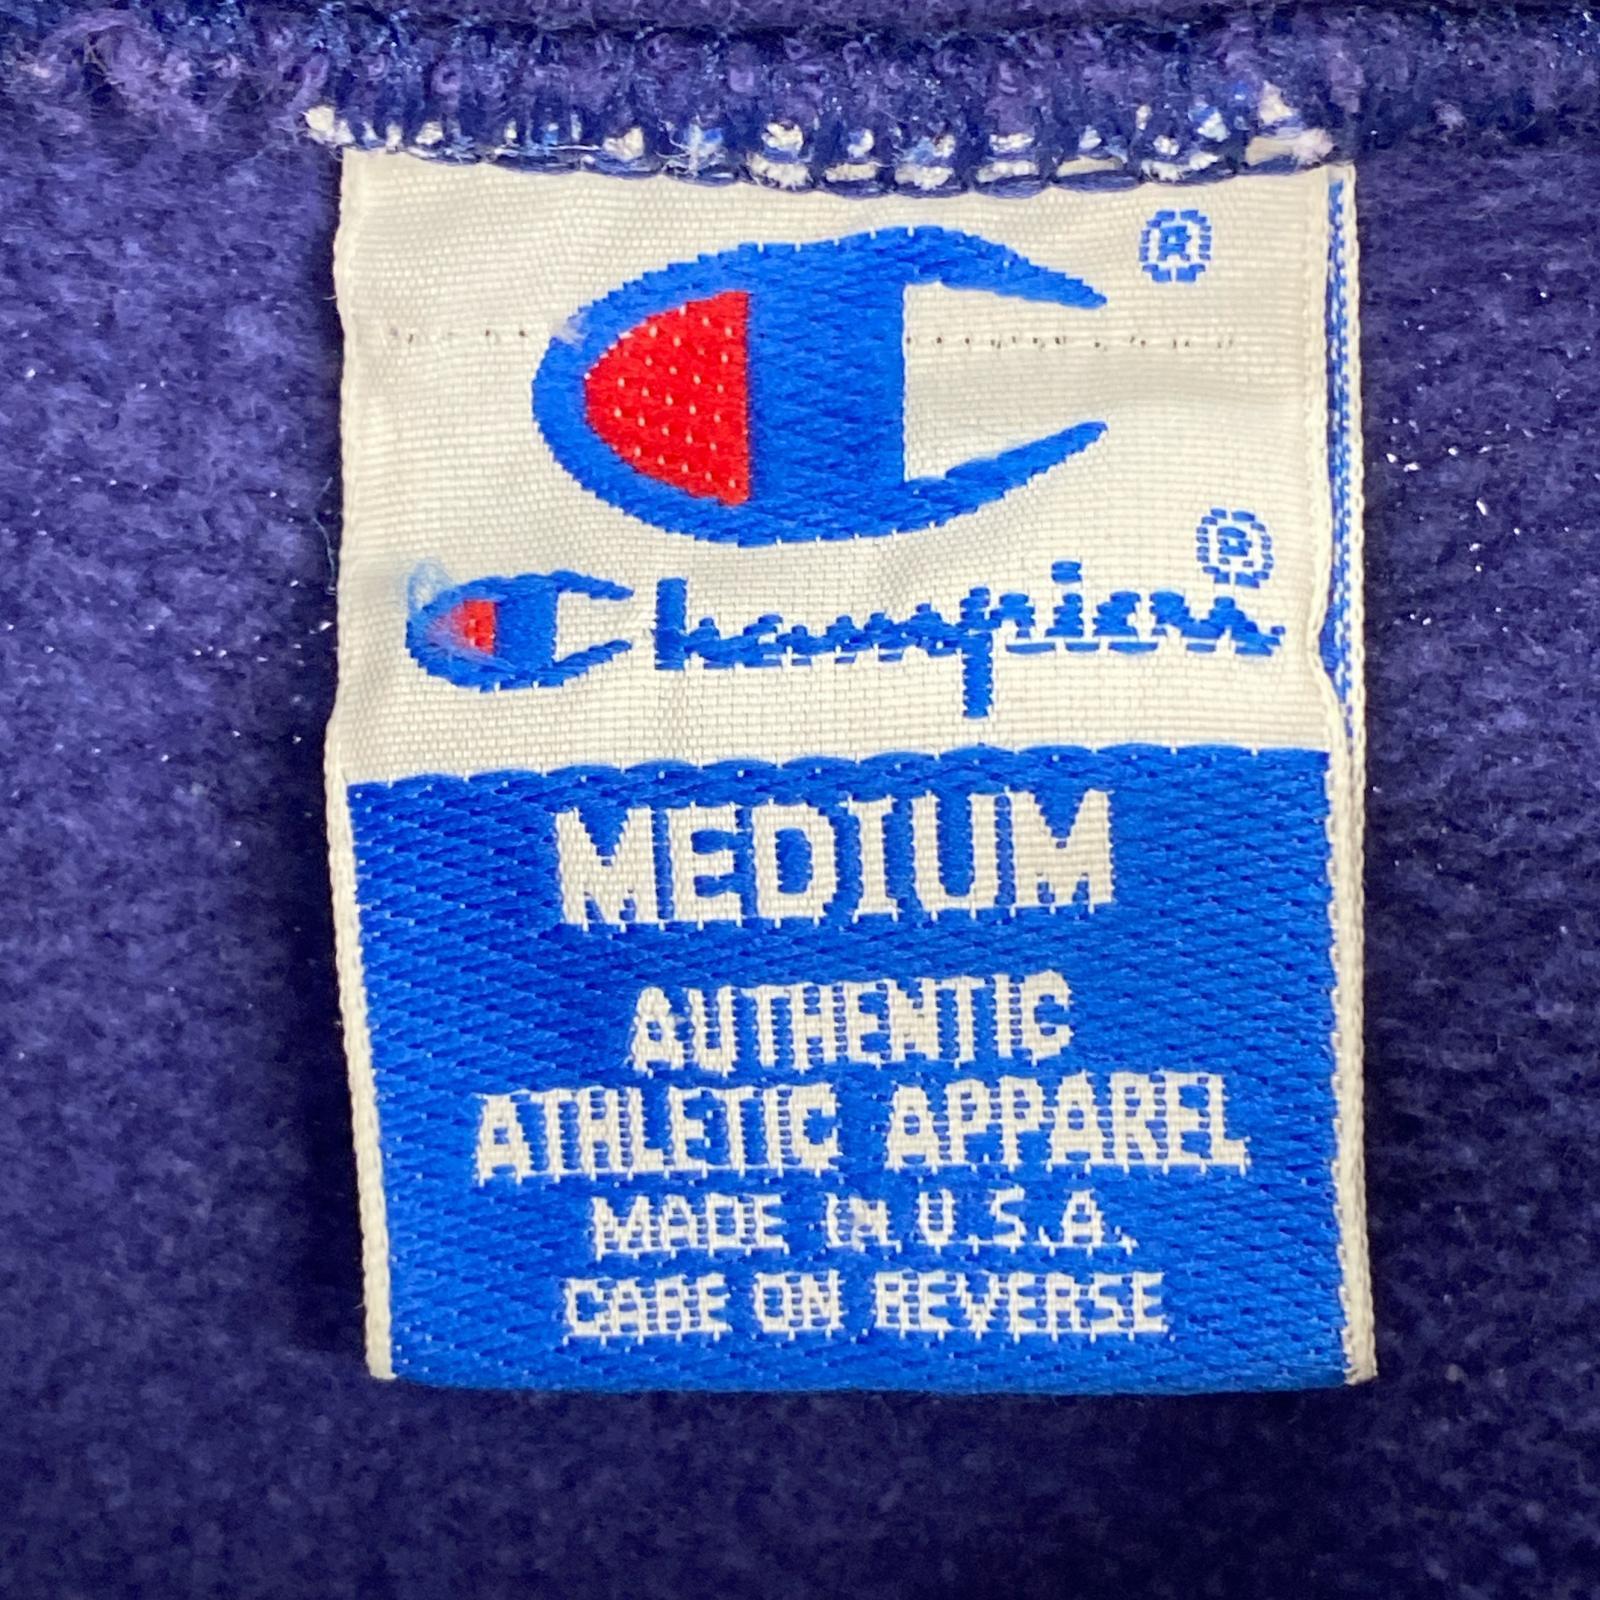 ®
Champion®
MEDIUM
AUTHENTIC
ATHLETIC APPAREL
MADE IN U.S.A.
CARE ON REVERSE